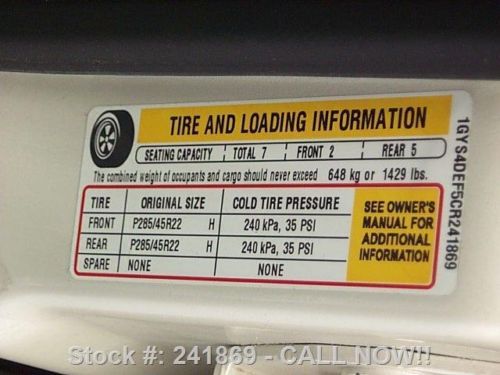 TIRE AND LOADING INFORMATION
SEATING CAPACITY TOTAL 7 FRONT 2 REAR 5
The combined weight of occupants and cargo should never exceed 648 kg or 1429 lbs.
TIRE ORIGINAL SIZE COLD TIRE PRESSURE
FRONT P285/45R22 H 240 kPa, 35 PSI
REAR P285/45R22 H 240 kPa, 35 PSI
SPARE NONE NONE
SEE OWNER'S
MANUAL FOR
ADDITIONAL
INFORMATION
1GYS4DEF5CR241869
Stock #: 241869 - CALL NOW!!